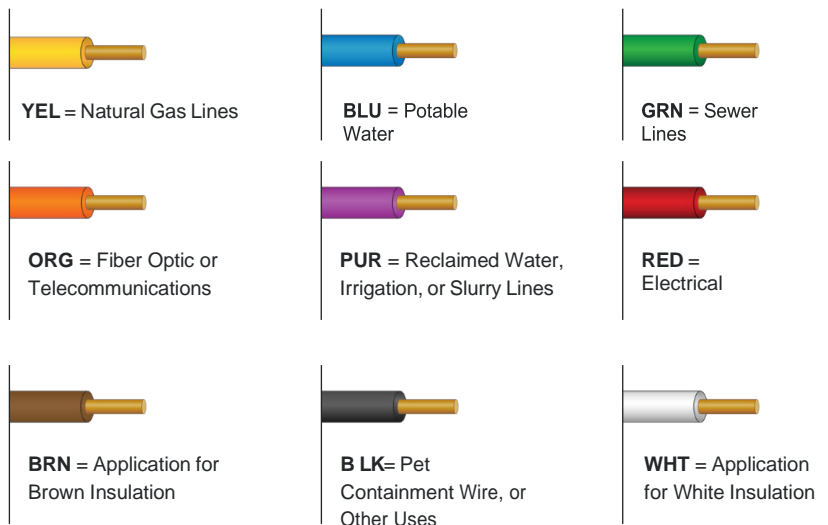 YEL = Natural Gas Lines
BLU = Potable
Water
GRN = Sewer
Lines
ORG = Fiber Optic or
Telecommunications
PUR = Reclaimed Water,
Irrigation, or Slurry Lines
RED =
Electrical
BRN = Application for
Brown Insulation
B LK= Pet
Containment Wire, or
Other Uses
WHT = Application
for White Insulation